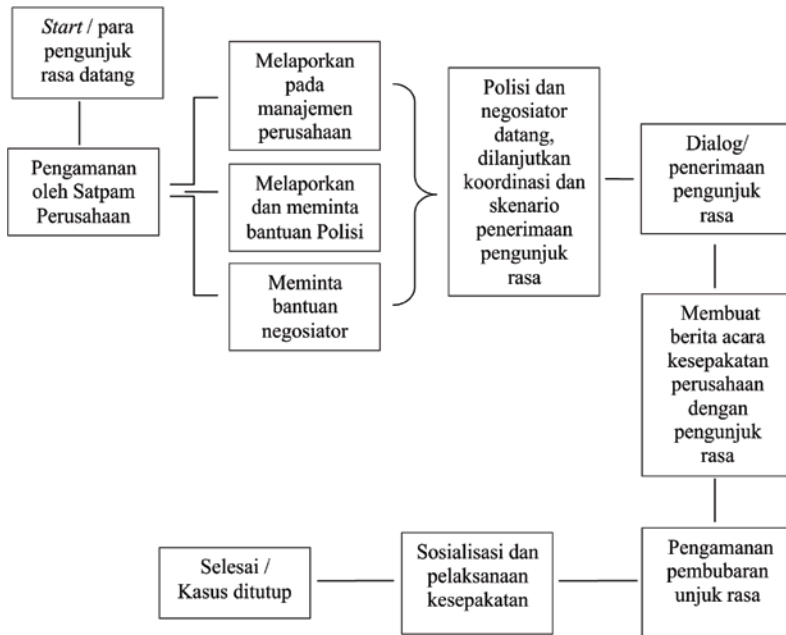 Start / para
pengunjuk
rasa datang
Pengamanan
oleh Satpam
Perusahaan
Melaporkan
pada
manajemen
perusahaan
Melaporkan
dan meminta
bantuan Polisi
Meminta
bantuan
negosiator
Polisi dan
negosiator
datang,
dilanjutkan
koordinasi dan
skenario
penerimaan
pengunjuk
rasa
Dialog/
penerimaan
pengunjuk
rasa
Membuat
berita acara
kesepakatan
perusahaan
dengan
pengunjuk
rasa
Pengamanan
pembubaran
unjuk rasa
Sosialisasi dan
pelaksanaan
kesepakatan
Selesai /
Kasus ditutup